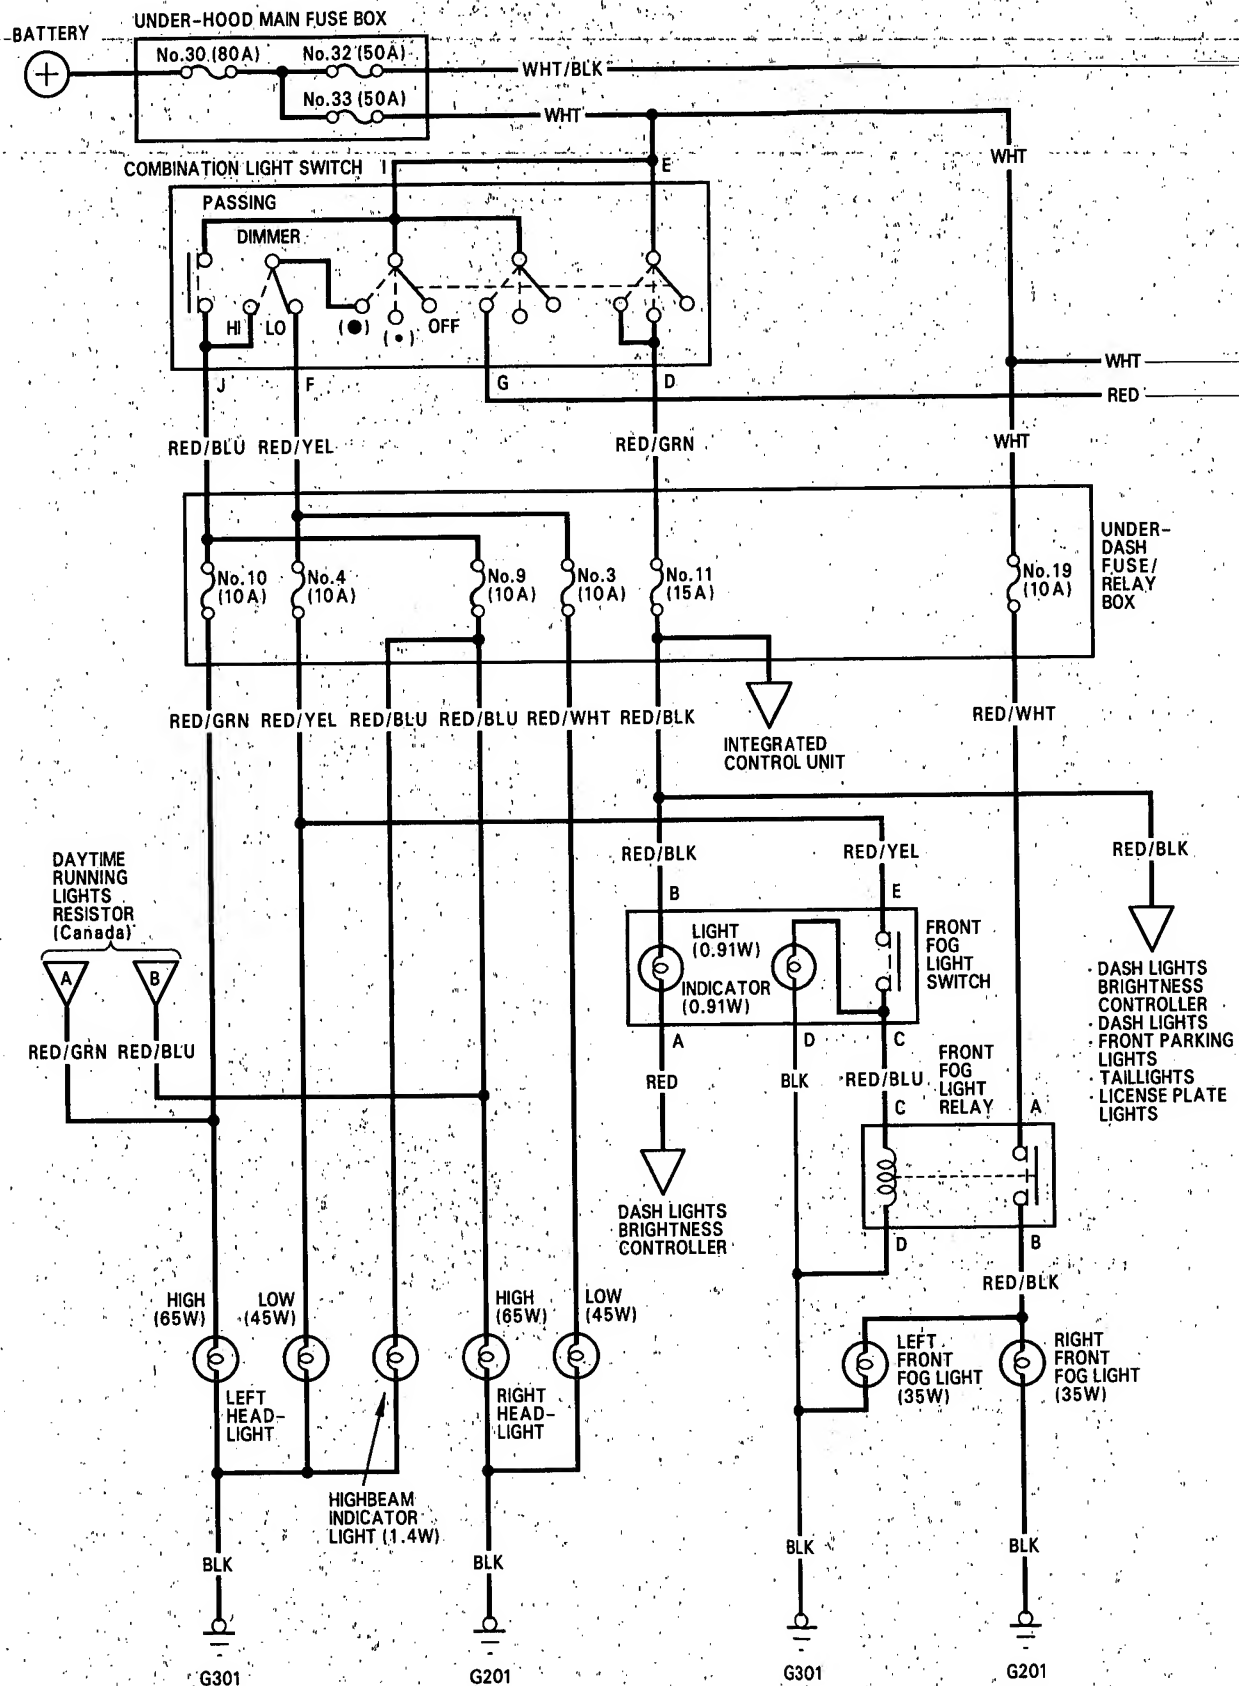 BATTERY
UNDER-HOOD MAIN FUSE BOX
No.30 (80A)
No.32 (50A)
WHT/BLK
No.33 (50A)
WHT
WHT
COMBINATION LIGHT SWITCH
I
E
PASSING
DIMMER
HI
LO
OFF
WHT
RED
J
F
G
D
RED/BLU
RED/YEL
RED/GRN
WHT
UNDER-
DASH
FUSE/
RELAY
BOX
No.10
(10A)
No.4
(10A)
No.9
(10A)
No.3
(10A)
No.11
(15A)
No.19
(10A)
RED/GRN
RED/YEL
RED/BLU
RED/BLU
RED/WHT
RED/BLK
RED/WHT
INTEGRATED
CONTROL UNIT
RED/BLK
RED/YEL
RED/BLK
DAYTIME
RUNNING
LIGHTS
RESISTOR
(Canada)
A
B
RED/GRN
RED/BLU
B
E
LIGHT
(0.91W)
INDICATOR
(0.91W)
FRONT
FOG
LIGHT
SWITCH
A
D
C
RED
BLK
RED/BLU
FRONT
FOG
LIGHT
RELAY
C
A
D
B
· DASH LIGHTS
BRIGHTNESS
CONTROLLER
· DASH LIGHTS
· FRONT PARKING
LIGHTS
· TAILLIGHTS
· LICENSE PLATE
LIGHTS
DASH LIGHTS
BRIGHTNESS
CONTROLLER
RED/BLK
HIGH
(65W)
LOW
(45W)
HIGH
(65W)
LOW
(45W)
LEFT
FRONT
FOG LIGHT
(35W)
RIGHT
FRONT
FOG LIGHT
(35W)
LEFT
HEAD-
LIGHT
RIGHT
HEAD-
LIGHT
HIGHBEAM
INDICATOR
LIGHT (1.4W)
BLK
BLK
BLK
BLK
G301
G201
G301
G201